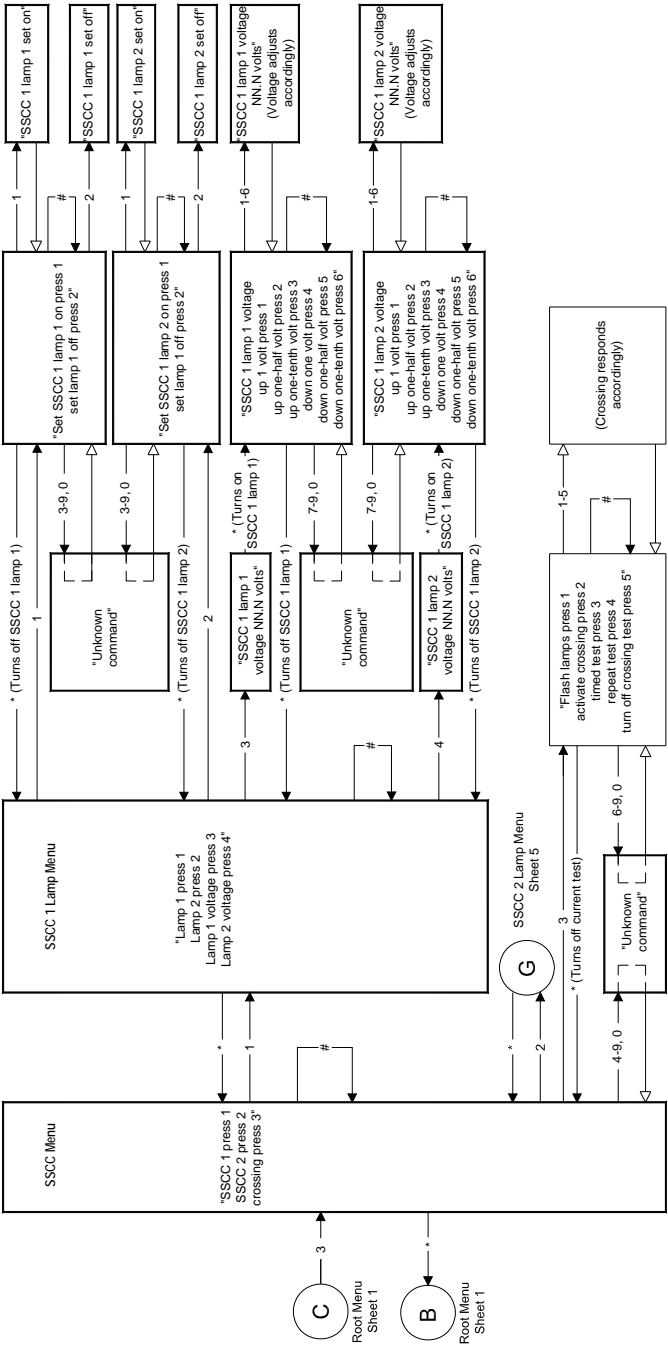 C
Root Menu
Sheet 1
3
B
Root Menu
Sheet 1
*
SSCC Menu
"SSCC 1 press 1
SSCC 2 press 2
crossing press 3"
*
1
#
*
2
G
SSCC 2 Lamp Menu
Sheet 5
3
* (Turns off current test)
4-9, 0
"Unknown
command"
6-9, 0
"Flash lamps press 1
activate crossing press 2
timed test press 3
repeat test press 4
turn off crossing test press 5"
1-5
#
(Crossing responds
accordingly)
SSCC 1 Lamp Menu
"Lamp 1 press 1
Lamp 2 press 2
Lamp 1 voltage press 3
Lamp 2 voltage press 4"
* (Turns off SSCC 1 lamp 1)
1
3-9, 0
"Unknown
command"
3-9, 0
* (Turns off SSCC 1 lamp 2)
2
"SSCC 1 lamp 1
voltage NN.N volts"
3
* (Turns on
SSCC 1 lamp 1)
* (Turns off SSCC 1 lamp 1)
7-9, 0
"Unknown
command"
7-9, 0
#
"SSCC 1 lamp 2
voltage NN.N volts"
4
* (Turns on
SSCC 1 lamp 2)
* (Turns off SSCC 1 lamp 2)
"Set SSCC 1 lamp 1 on press 1
set lamp 1 off press 2"
1
#
2
"SSCC 1 lamp 1 set on"
"SSCC 1 lamp 1 set off"
"Set SSCC 1 lamp 2 on press 1
set lamp 1 off press 2"
1
#
2
"SSCC 1 lamp 2 set on"
"SSCC 1 lamp 2 set off"
"SSCC 1 lamp 1 voltage
up 1 volt press 1
up one-half volt press 2
up one-tenth volt press 3
down one volt press 4
down one-half volt press 5
down one-tenth volt press 6"
1-6
#
"SSCC 1 lamp 1 voltage
NN.N volts"
(Voltage adjusts
accordingly)
"SSCC 1 lamp 2 voltage
up 1 volt press 1
up one-half volt press 2
up one-tenth volt press 3
down one volt press 4
down one-half volt press 5
down one-tenth volt press 6"
1-6
#
"SSCC 1 lamp 2 voltage
NN.N volts"
(Voltage adjusts
accordingly)